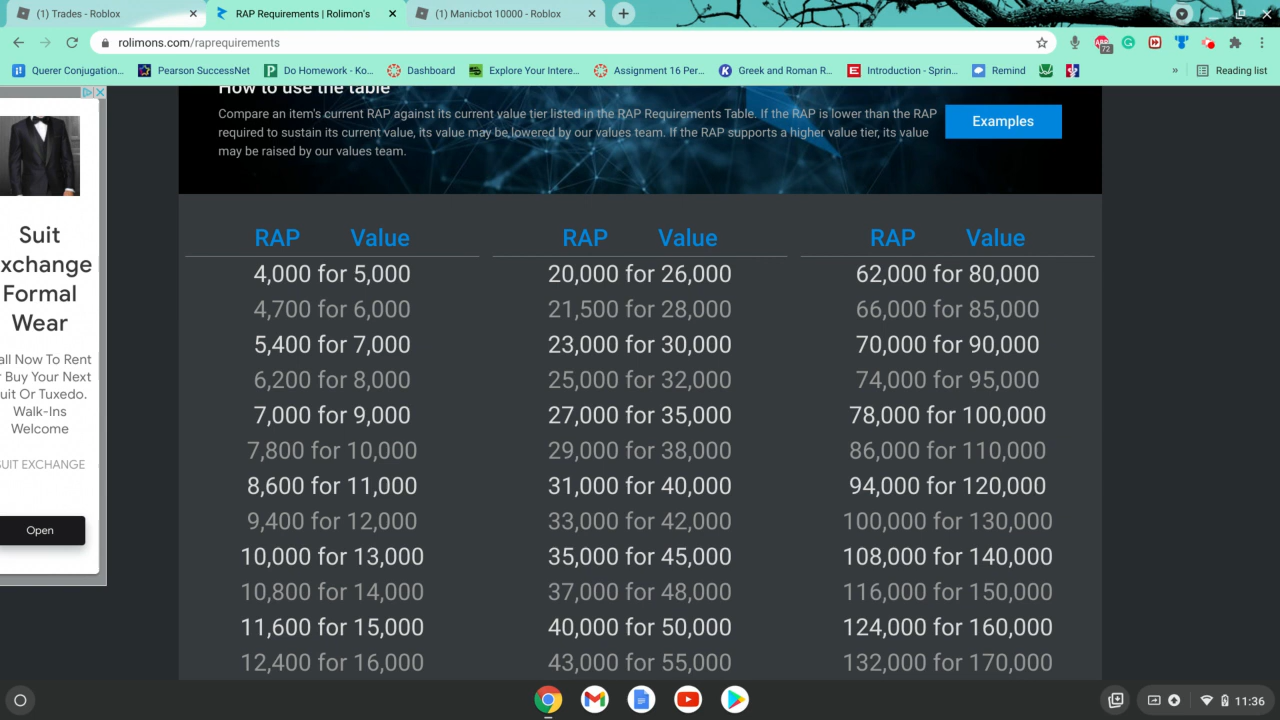 (1) Trades - Roblox
RAP Requirements | Rolimon's
(1) Manicbot 10000 - Roblox
rolimons.com/raprequirements
72
Querer Conjugation...
Pearson SuccessNet
Do Homework - Ko...
Dashboard
Explore Your Intere...
Assignment 16 Per...
Greek and Roman R...
Introduction - Sprin...
Remind
»
Reading list
How to use the table
Compare an item's current RAP against its current value tier listed in the RAP Requirements Table. If the RAP is lower than the RAP
required to sustain its current value, its value may be lowered by our values team. If the RAP supports a higher value tier, its value
may be raised by our values team.
Examples
Suit
xchange
Formal
Wear
all Now To Rent
r Buy Your Next
uit Or Tuxedo.
Walk-Ins
Welcome
SUIT EXCHANGE
Open
RAP Value
4,000 for 5,000
4,700 for 6,000
5,400 for 7,000
6,200 for 8,000
7,000 for 9,000
7,800 for 10,000
8,600 for 11,000
9,400 for 12,000
10,000 for 13,000
10,800 for 14,000
11,600 for 15,000
12,400 for 16,000
RAP Value
20,000 for 26,000
21,500 for 28,000
23,000 for 30,000
25,000 for 32,000
27,000 for 35,000
29,000 for 38,000
31,000 for 40,000
33,000 for 42,000
35,000 for 45,000
37,000 for 48,000
40,000 for 50,000
43,000 for 55,000
RAP Value
62,000 for 80,000
66,000 for 85,000
70,000 for 90,000
74,000 for 95,000
78,000 for 100,000
86,000 for 110,000
94,000 for 120,000
100,000 for 130,000
108,000 for 140,000
116,000 for 150,000
124,000 for 160,000
132,000 for 170,000
11:36